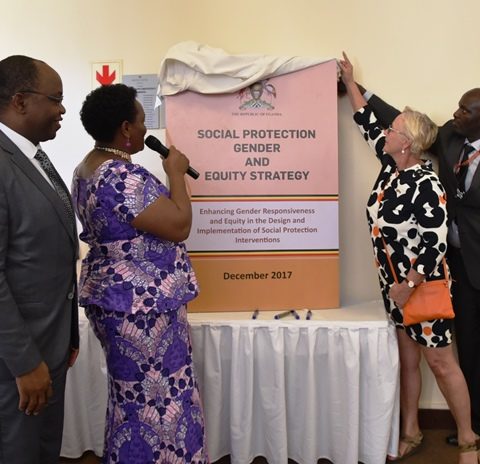 THE REPUBLIC OF UGANDA
SOCIAL PROTECTION
GENDER
AND
EQUITY STRATEGY
Enhancing Gender Responsiveness
and Equity in the Design and
Implementation of Social Protection
Interventions
December 2017